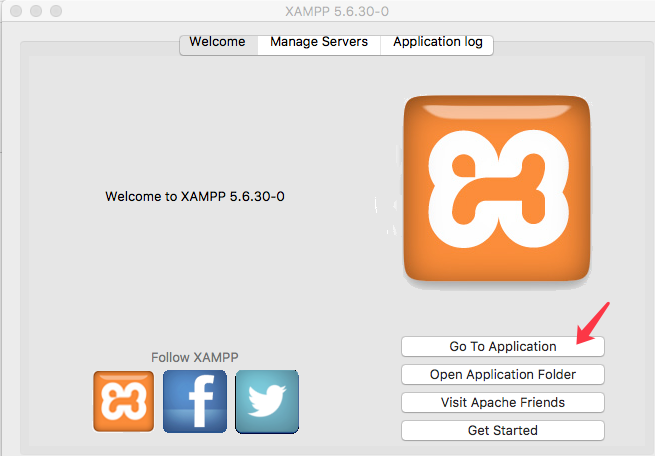 XAMPP 5.6.30-0
Welcome
Manage Servers
Application log
Welcome to XAMPP 5.6.30-0
Follow XAMPP
Go To Application
Open Application Folder
Visit Apache Friends
Get Started